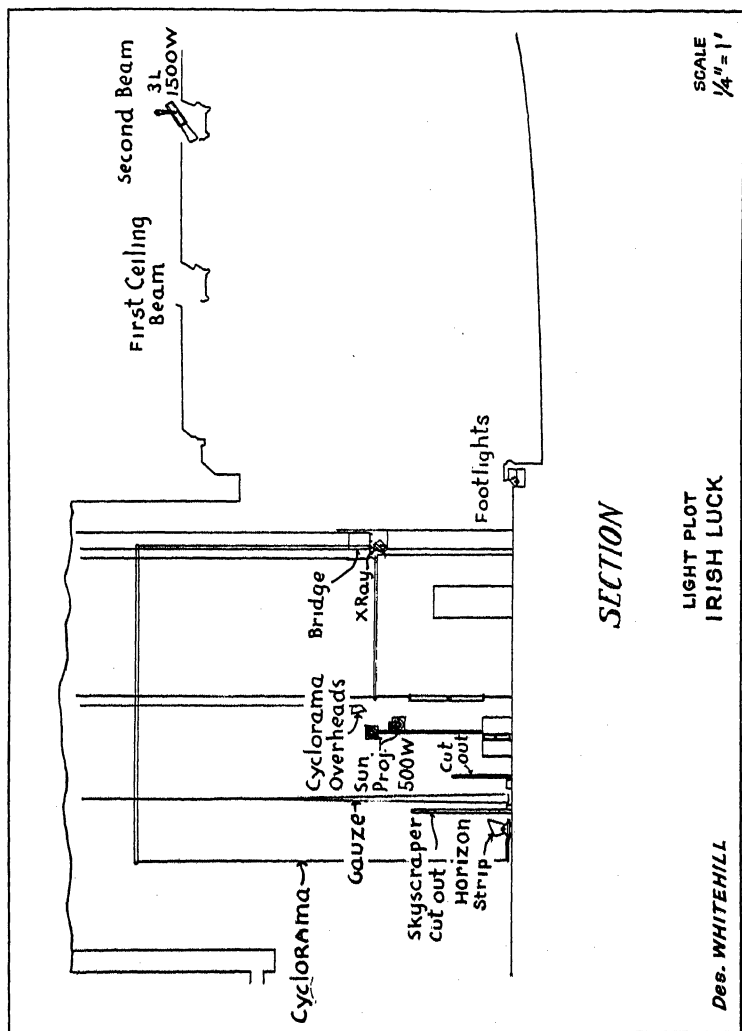 Cyclorama
Gauze
Skyscraper
Cut out
Horizon
Strip
Cyclorama
Overheads
Sun.
Proj.
500W
Cut
out
Bridge
XRay
Footlights
First Ceiling
Beam
Second Beam
3L
1500W
SECTION
LIGHT PLOT
IRISH LUCK
Des. WHITEHILL
SCALE
1/4"=1'